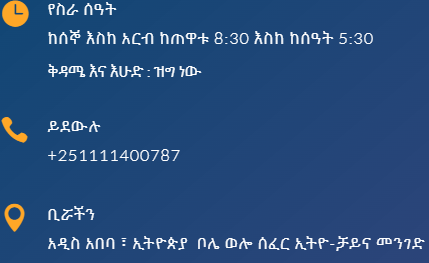 የስራ ሰዓት
ከሰኞ እስከ አርብ ከጠዋቱ 8:30 እስከ ከሰዓት 5:30
ቅዳሜ እና እሁድ : ዝግ ነው
ይደውሉ
+251111400787
ቢሯችን
አዲስ አበባ ፣ ኢትዮጵያ ቦሌ ወሎ ሰፈር ኢትዮ-ቻይና መንገድ